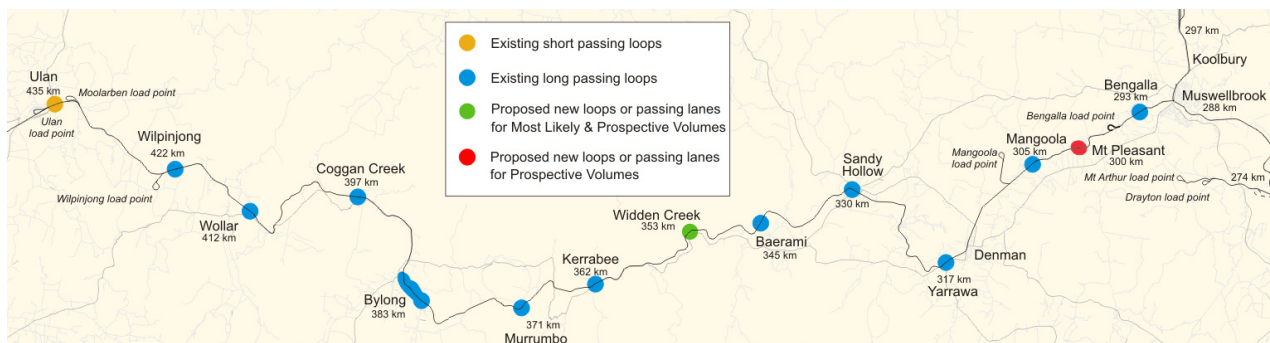 Existing short passing loops
Existing long passing loops
Proposed new loops or passing lanes
for Most Likely & Prospective Volumes
Proposed new loops or passing lanes
for Prospective Volumes
Ulan
435 km
Moolarben load point
Ulan
load point
Wilpinjong
422 km
Wilpinjong load point
Wollar
412 km
Coggan Creek
397 km
Bylong
383 km
371 km
Murrumbo
Kerrabee
362 km
Widden Creek
353 km
Baerami
345 km
Sandy
Hollow
330 km
317 km
Yarrawa
Denman
Mangoola
load point
Mangoola
305 km
Mt Pleasant
300 km
Bengalla load point
Bengalla
293 km
Muswellbrook
288 km
Koolbury
297 km
Mt Arthur load point
Drayton load point
274 km